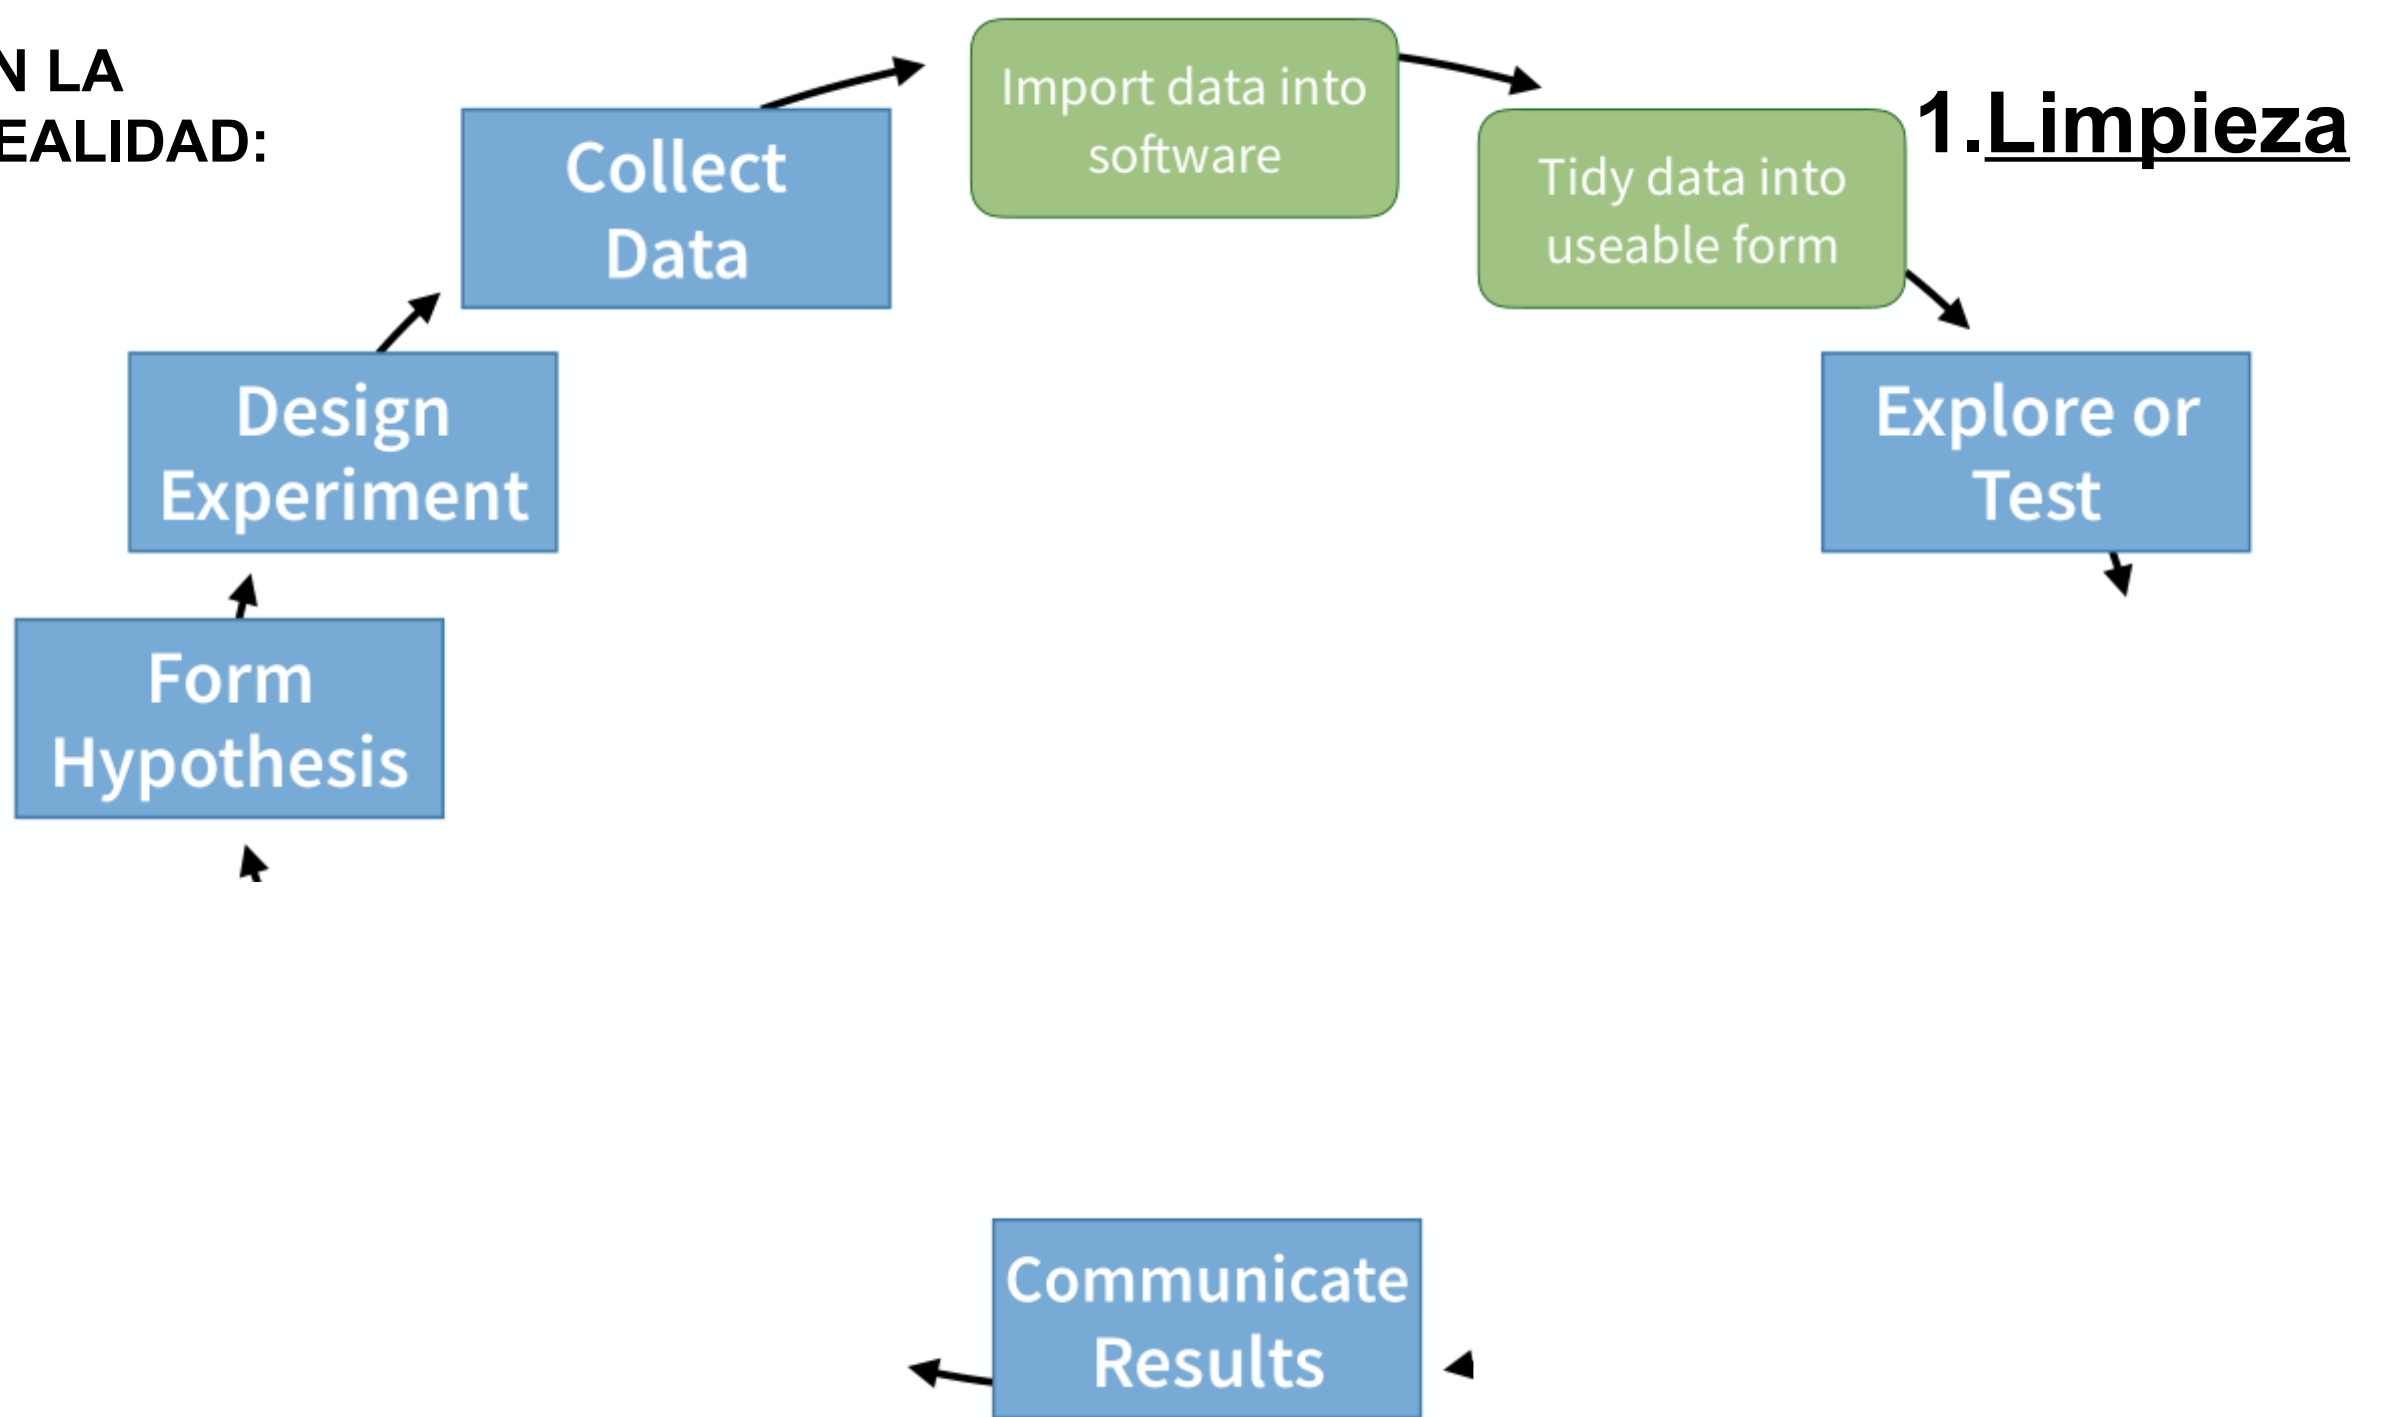 N LA
EALIDAD:
Import data into
software
1.Limpieza
Collect
Data
Tidy data into
useable form
Design
Experiment
Explore or
Test
Form
Hypothesis
Communicate
Results